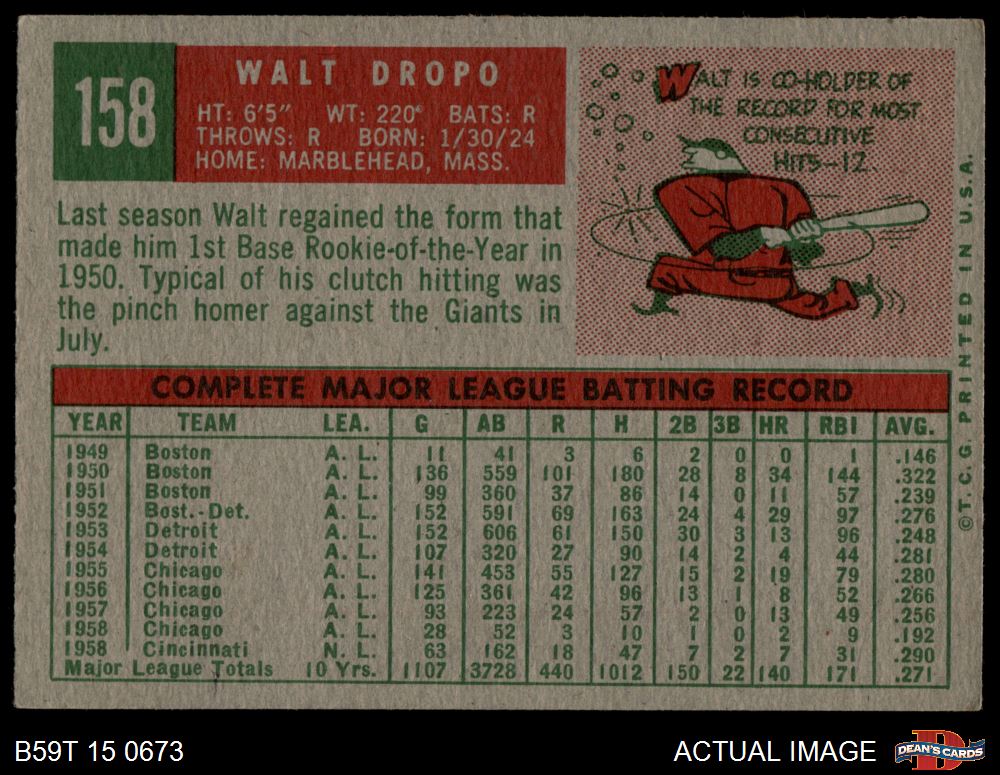 158
WALT DROPO
HT: 6'5" WT: 220° BATS: R
THROWS: R BORN: 1/30/24
HOME: MARBLEHEAD, MASS.
WALT IS CO-HOLDER OF
THE RECORD FOR MOST
CONSECUTIVE
HITS-12.
Last season Walt regained the form that
made him 1st Base Rookie-of-the-Year in
1950. Typical of his clutch hitting was
the pinch homer against the Giants in
July.
COMPLETE MAJOR LEAGUE BATTING RECORD
YEAR TEAM LEA. G AB R H 2B 3B HR RBI AVG.
1949 Boston A. L. 11 41 3 6 2 0 0 1 .146
1950 Boston A. L. 136 559 101 180 28 8 34 144 .322
1951 Boston A. L. 99 360 37 86 14 0 11 57 .239
1952 Bost.-Det. A. L. 152 591 69 163 24 4 29 97 .276
1953 Detroit A. L. 152 606 61 150 30 3 13 96 .248
1954 Detroit A. L. 107 320 27 90 14 2 4 44 .281
1955 Chicago A. L. 141 453 55 127 15 2 19 79 .280
1956 Chicago A. L. 125 361 42 96 13 1 8 52 .266
1957 Chicago A. L. 93 223 24 57 2 0 13 49 .256
1958 Chicago A. L. 28 52 3 10 1 0 2 9 .192
1958 Cincinnati N. L. 63 162 18 47 7 2 7 31 .290
Major League Totals 10 Yrs. 1107 3728 440 1012 150 22 140 171 .271
©T.C.G. PRINTED IN U.S.A.
B59T 15 0673
ACTUAL IMAGE
DEAN'S CARDS